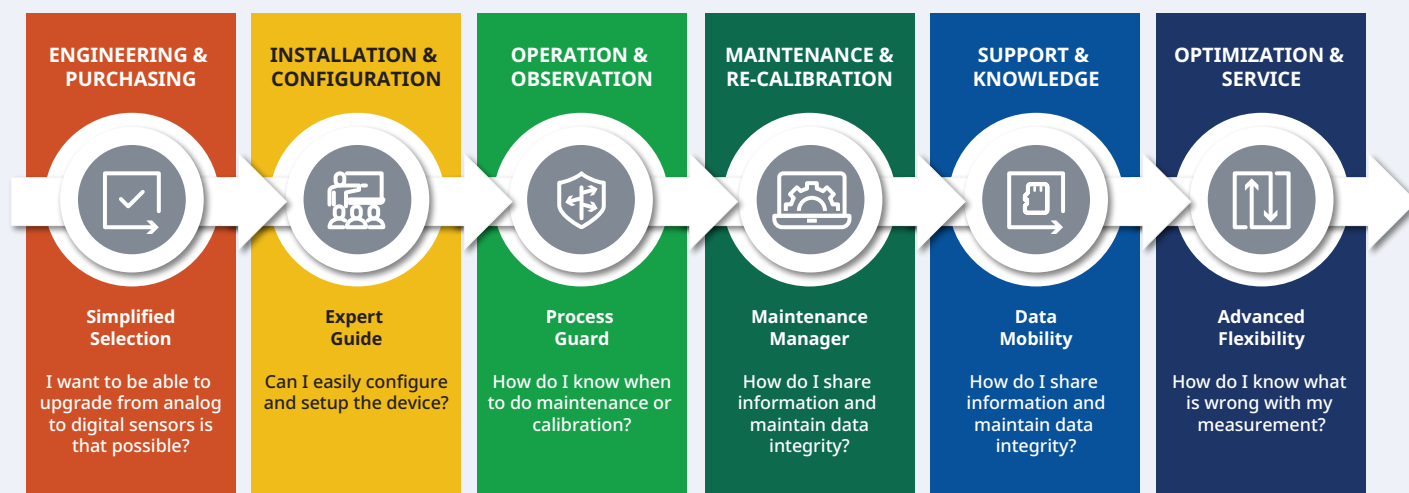 ENGINEERING &
PURCHASING
Simplified
Selection
I want to be able to
upgrade from analog
to digital sensors is
that possible?
INSTALLATION &
CONFIGURATION
Expert
Guide
Can I easily configure
and setup the device?
OPERATION &
OBSERVATION
Process
Guard
How do I know when
to do maintenance or
calibration?
MAINTENANCE &
RE-CALIBRATION
Maintenance
Manager
How do I share
information and
maintain data
integrity?
SUPPORT &
KNOWLEDGE
Data
Mobility
How do I share
information and
maintain data
integrity?
OPTIMIZATION &
SERVICE
Advanced
Flexibility
How do I know what
is wrong with my
measurement?